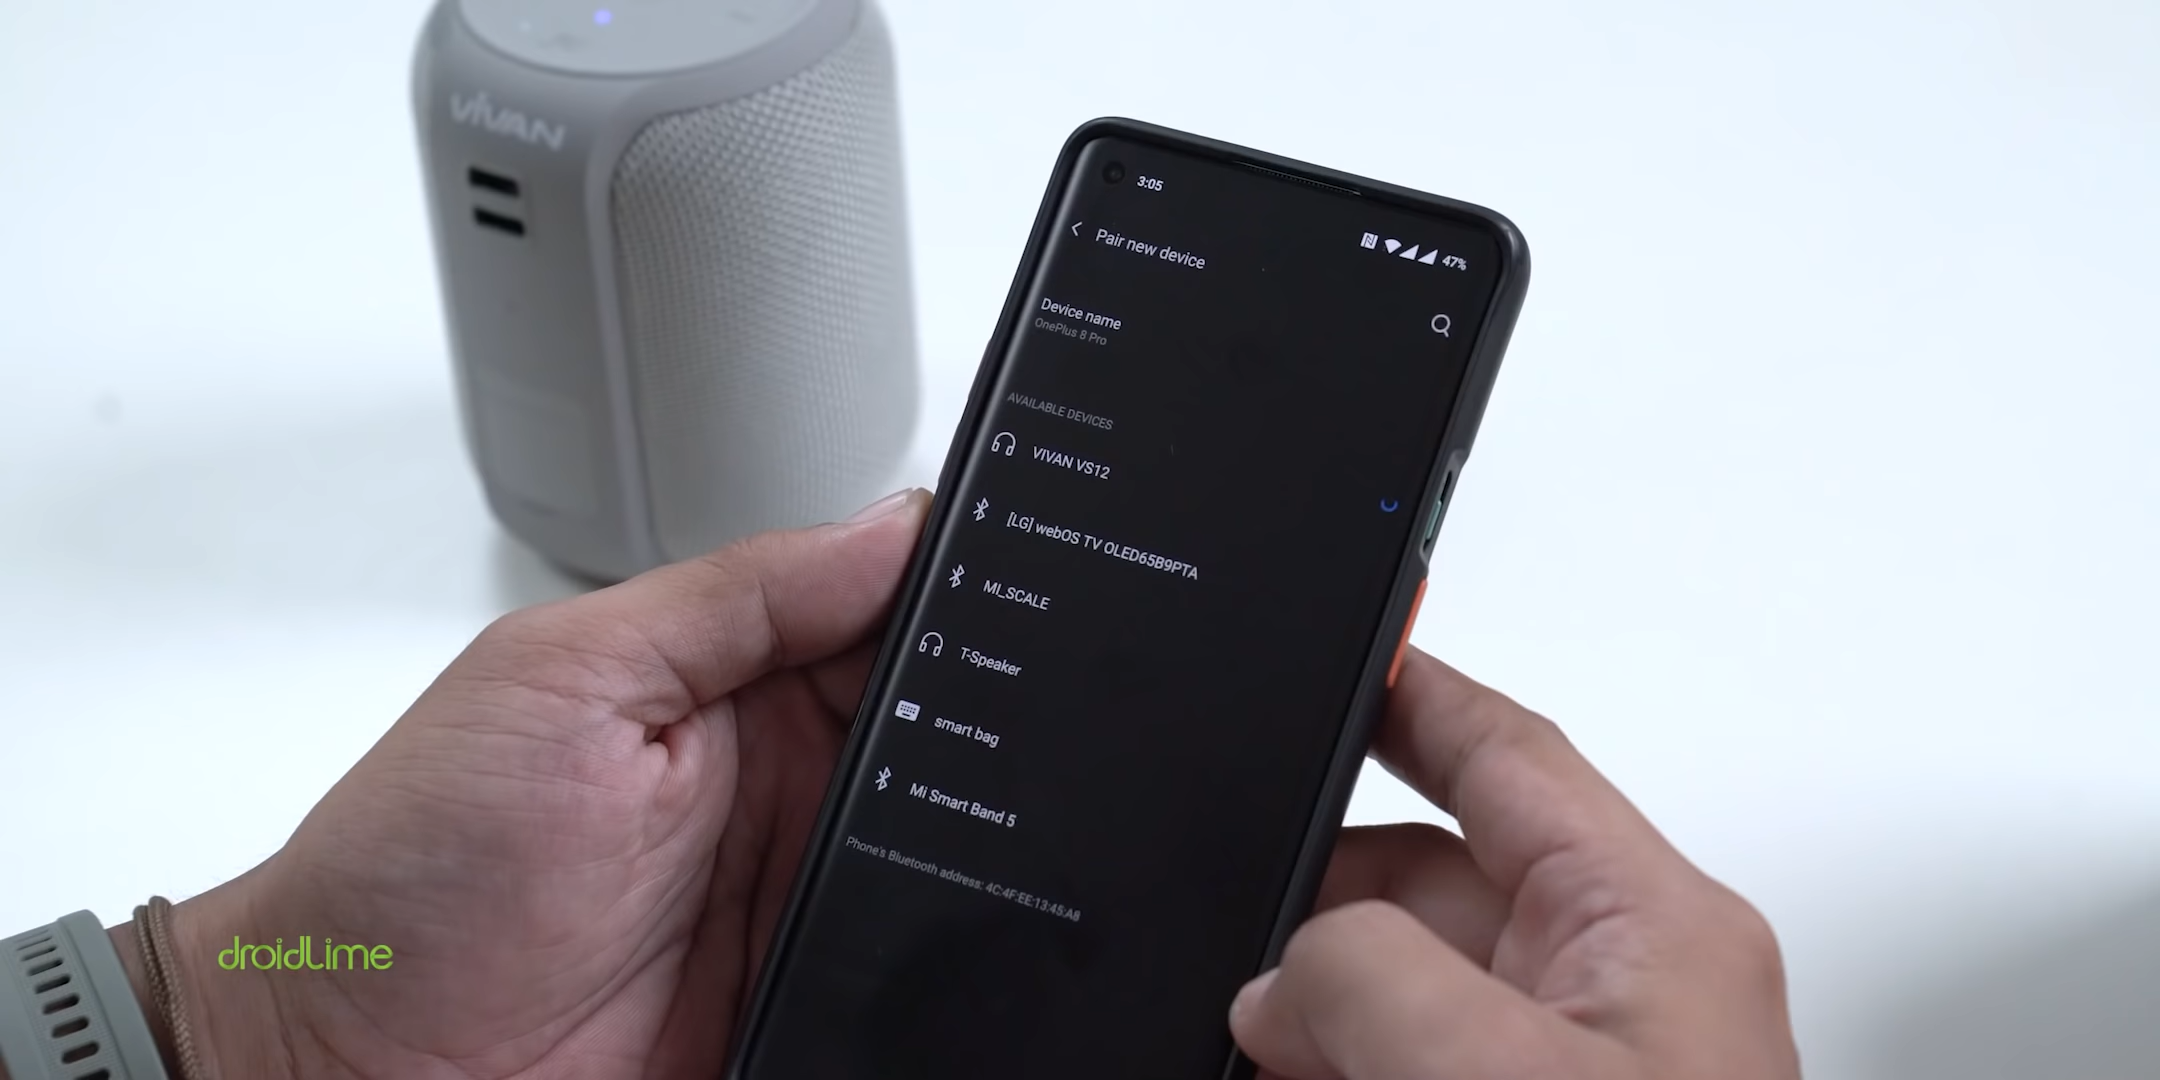 VIVAN
3:05
47%
Pair new device
Device name
OnePlus 8 Pro
AVAILABLE DEVICES
VIVAN VS12
[LG] webOS TV OLED65B9PTA
MI_SCALE
T-Speaker
smart bag
Mi Smart Band 5
Phone's Bluetooth address: 4C:4F:EE:13:45:A8
droidlime